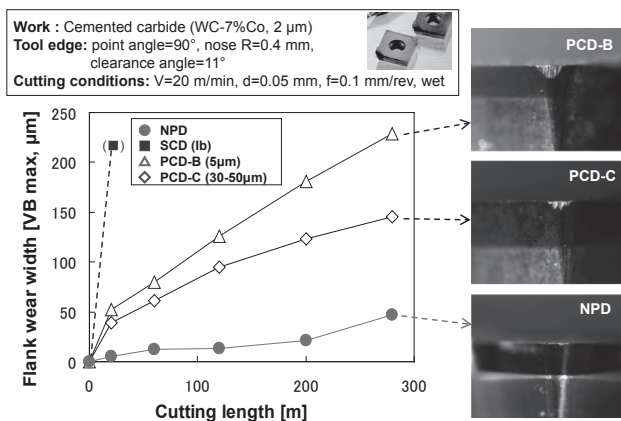 Work : Cemented carbide (WC-7%Co, 2 μm)
Tool edge: point angle=90°, nose R=0.4 mm,
clearance angle=11°
Cutting conditions: V=20 m/min, d=0.05 mm, f=0.1 mm/rev, wet
PCD-B
PCD-C
NPD
Flank wear width [VB max, μm]
250
200
150
100
50
0
( )
NPD
SCD (Ib)
PCD-B (5μm)
PCD-C (30-50μm)
0
100
200
300
Cutting length [m]